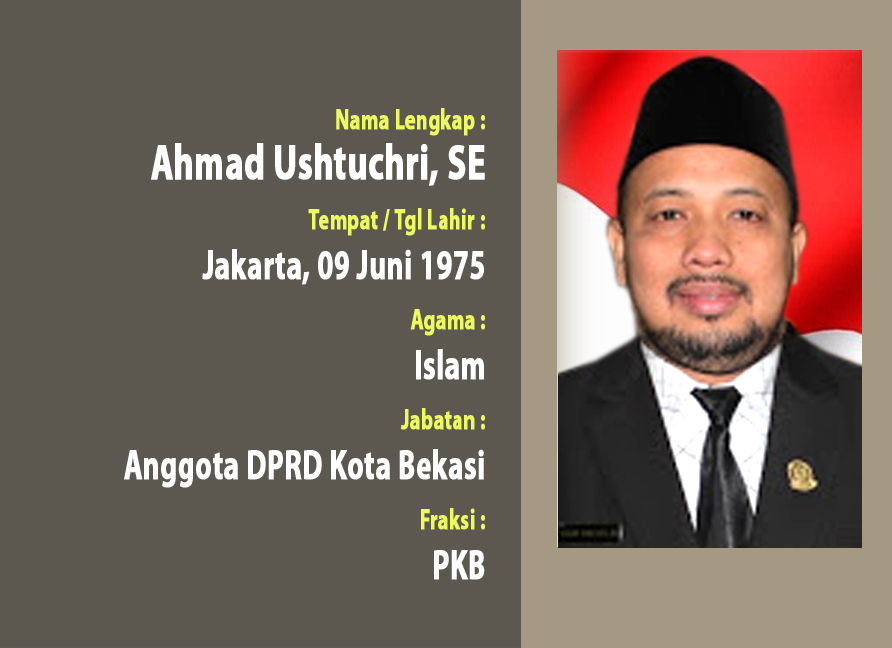 Nama Lengkap :
Ahmad Ushtuchri, SE
Tempat / Tgl Lahir :
Jakarta, 09 Juni 1975
Agama :
Islam
Jabatan :
Anggota DPRD Kota Bekasi
Fraksi :
PKB